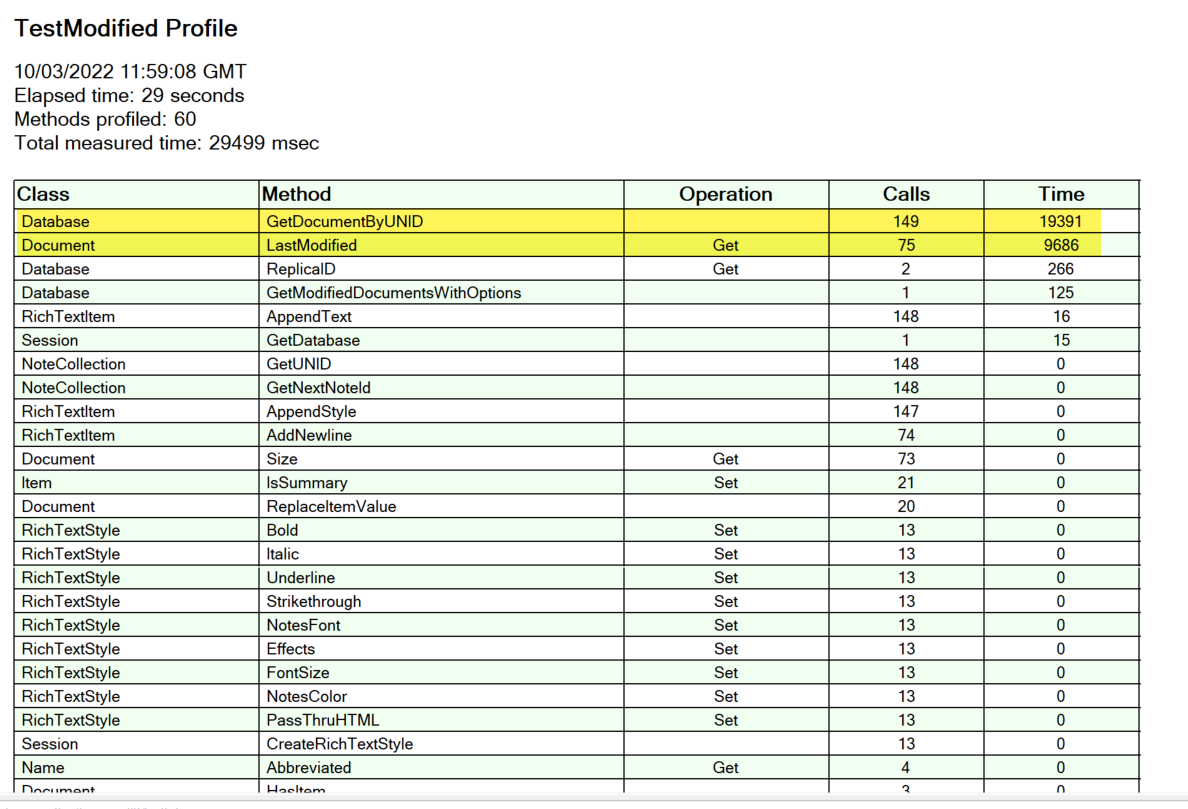 TestModified Profile
10/03/2022 11:59:08 GMT
Elapsed time: 29 seconds
Methods profiled: 60
Total measured time: 29499 msec
Class Method Operation Calls Time
Database GetDocumentByUNID 149 19391
Document LastModified Get 75 9686
Database ReplicaID Get 2 266
Database GetModifiedDocumentsWithOptions 1 125
RichTextItem AppendText 148 16
Session GetDatabase 1 15
NoteCollection GetUNID 148 0
NoteCollection GetNextNoteId 148 0
RichTextItem AppendStyle 147 0
RichTextItem AddNewline 74 0
Document Size Get 73 0
Item IsSummary Set 21 0
Document ReplaceItemValue 20 0
RichTextStyle Bold Set 13 0
RichTextStyle Italic Set 13 0
RichTextStyle Underline Set 13 0
RichTextStyle Strikethrough Set 13 0
RichTextStyle NotesFont Set 13 0
RichTextStyle Effects Set 13 0
RichTextStyle FontSize Set 13 0
RichTextStyle NotesColor Set 13 0
RichTextStyle PassThruHTML Set 13 0
Session CreateRichTextStyle 13 0
Name Abbreviated Get 4 0
Document HasItem 3 0